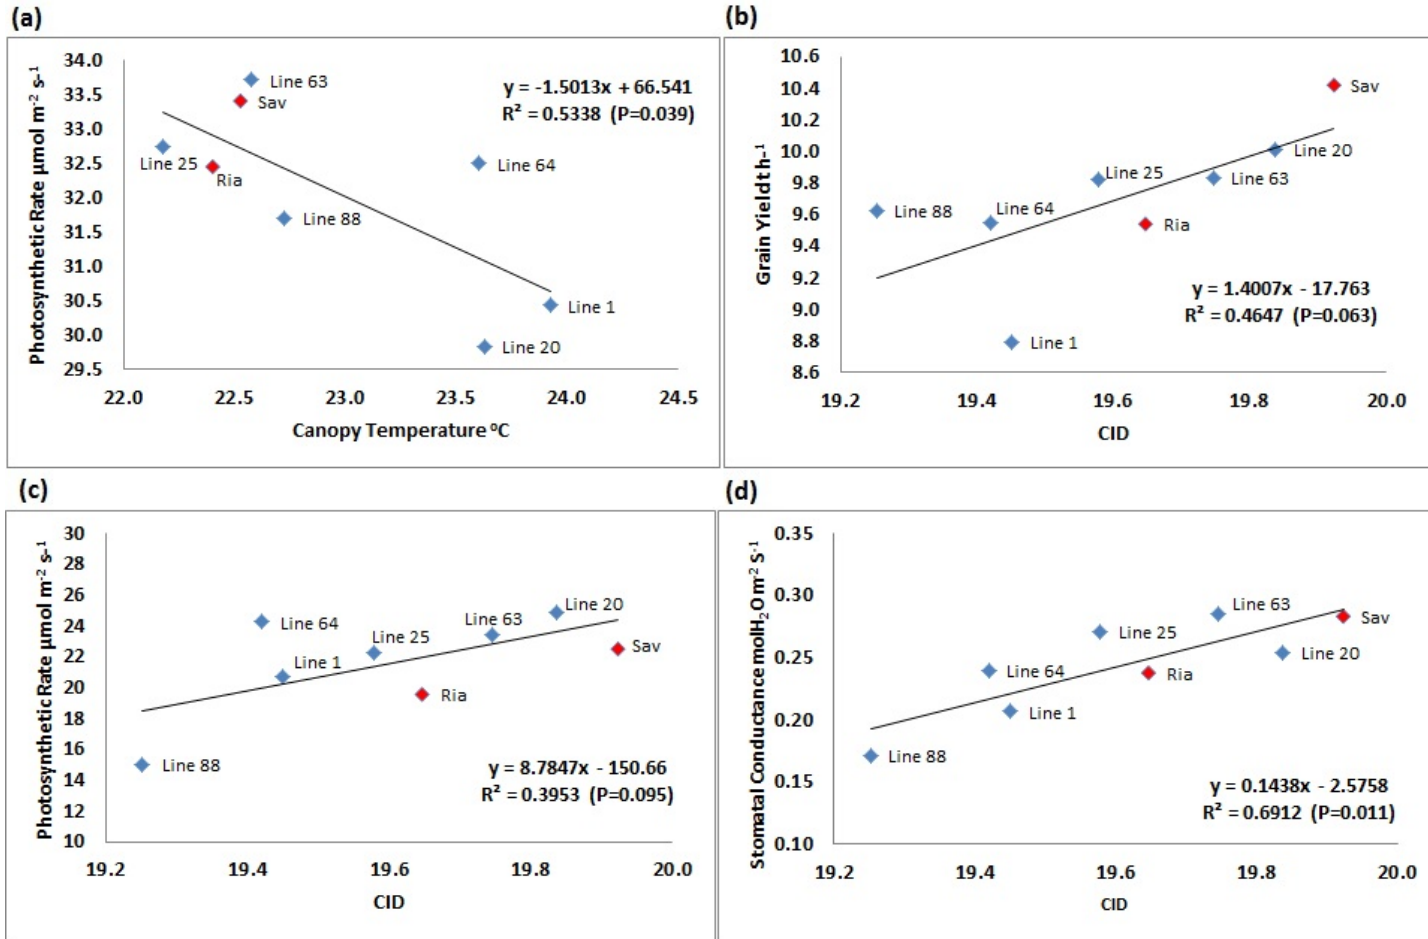 (a)
Photosynthetic Rate µmol m⁻² s⁻¹
34.0
33.5
33.0
32.5
32.0
31.5
31.0
30.5
30.0
29.5
22.0 22.5 23.0 23.5 24.0 24.5
Canopy Temperature ºC
y = -1.5013x + 66.541
R² = 0.5338 (P=0.039)
Line 63
Sav
Line 25
Ria
Line 64
Line 88
Line 1
Line 20
(b)
Grain Yieldt h-¹
10.6
10.4
10.2
10.0
9.8
9.6
9.4
9.2
9.0
8.8
8.6
19.2 19.4 19.6 19.8 20.0
CID
Sav
Line 20
Line 25
Line 63
Line 88
Line 64
Ria
Line 1
y = 1.4007x - 17.763
R² = 0.4647 (P=0.063)
(c)
Photosynthetic Rate µmol m⁻² s⁻¹
30
28
26
24
22
20
18
16
14
12
10
19.2 19.4 19.6 19.8 20.0
CID
Line 20
Line 64
Line 63
Line 25
Sav
Line 1
Ria
Line 88
y = 8.7847x - 150.66
R² = 0.3953 (P=0.095)
(d)
Stomatal Conductance molH₂O m⁻² S⁻¹
0.35
0.30
0.25
0.20
0.15
0.10
19.2 19.4 19.6 19.8 20.0
CID
Line 63
Sav
Line 25
Line 20
Line 64
Ria
Line 1
Line 88
y = 0.1438x - 2.5758
R² = 0.6912 (P=0.011)